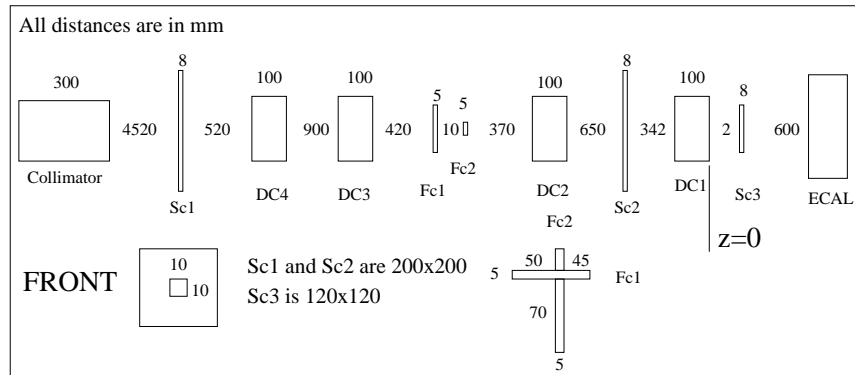 All distances are in mm
300 8 100 100 5 5 100 8 100 8
4520 520 900 420 10 370 650 342 2 600
Collimator Sc1 DC4 DC3 Fc1 Fc2 DC2 Sc2 DC1 Sc3 ECAL
z=0
FRONT
10
10
Sc1 and Sc2 are 200x200
Sc3 is 120x120
Fc2
50 45
5 Fc1
70
5